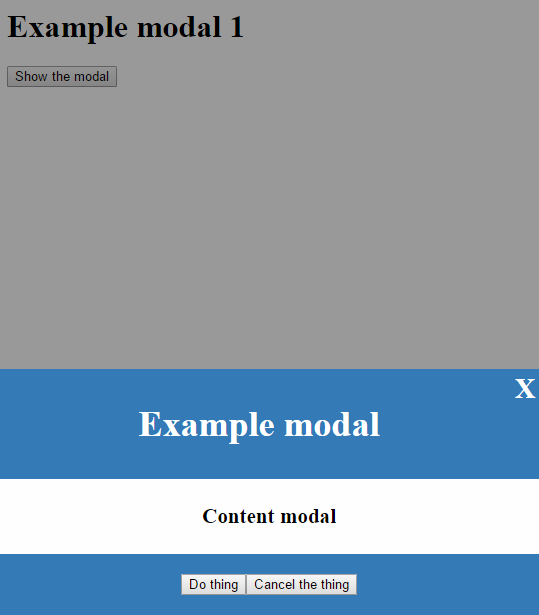 Example modal 1
Show the modal
X
Example modal
Content modal
Do thing Cancel the thing